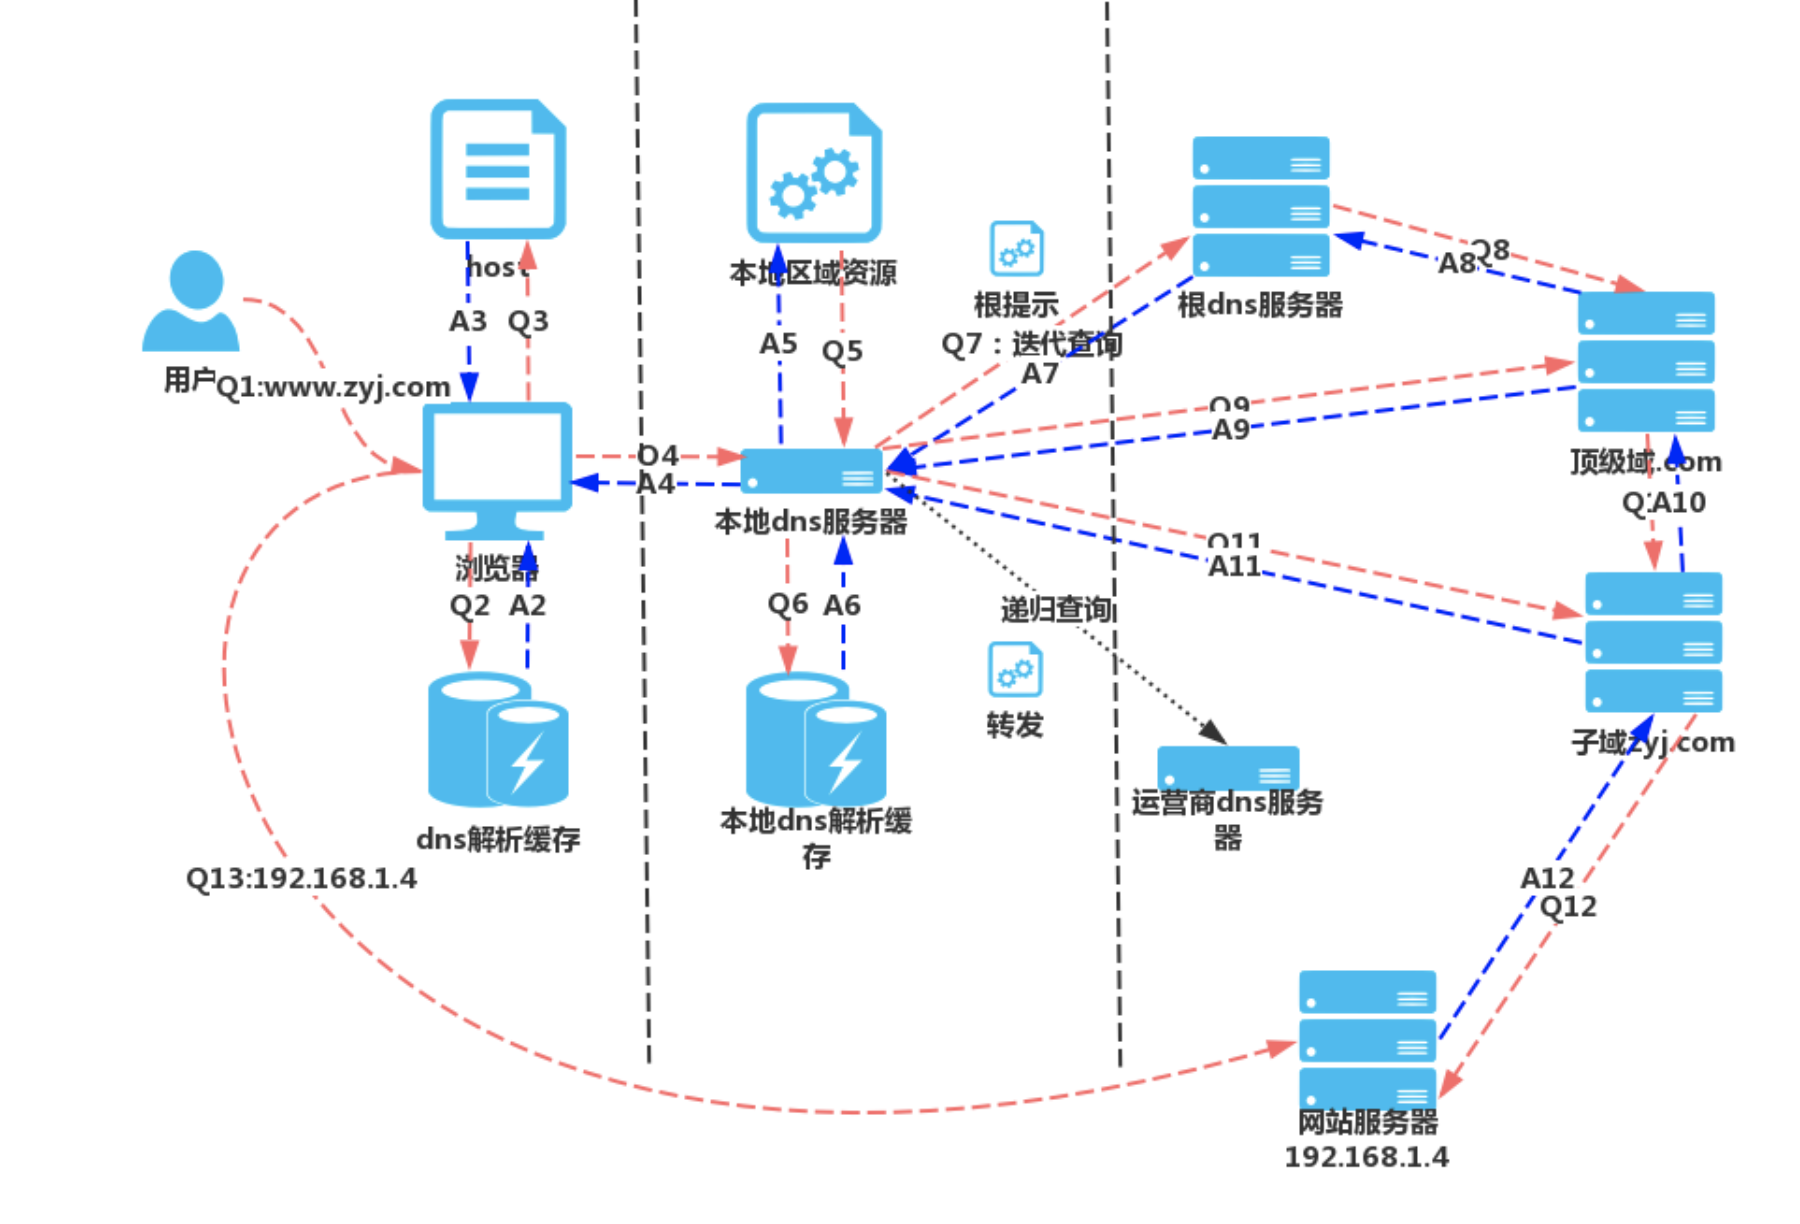 host
A3
Q3
用户
Q1:www.zyj.com
浏览器
Q2
A2
dns解析缓存
Q13:192.168.1.4
Q4
A4
本地区域资源
A5
Q5
本地dns服务器
Q6
A6
本地dns解析缓
存
根提示
Q7：迭代查询
A7
递归查询
转发
根dns服务器
Q8
A8
Q9
A9
顶级域.com
A10
Q11
A11
子域zyj.com
运营商dns服务
器
A12
Q12
网站服务器
192.168.1.4